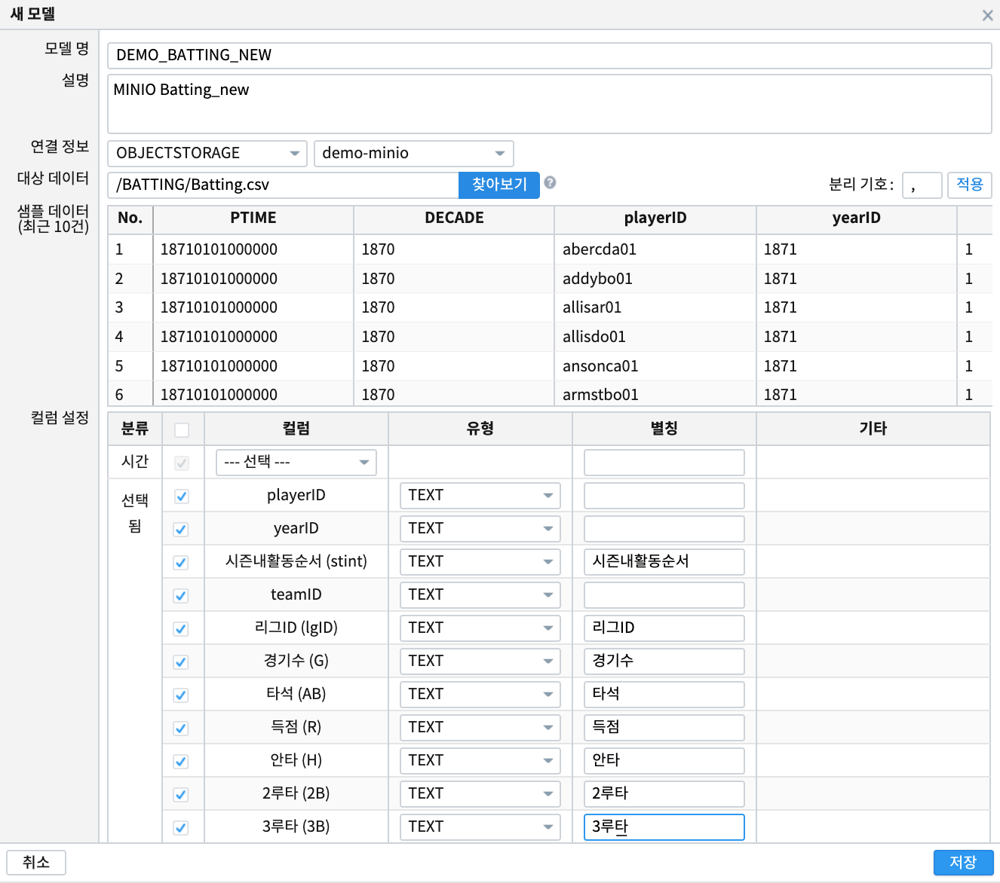 새 모델
모델 명 DEMO_BATTING_NEW
설명 MINIO Batting_new
연결 정보 OBJECTSTORAGE demo-minio
대상 데이터 /BATTING/Batting.csv 찾아보기 ? 분리 기호 : , 적용
샘플 데이터
(최근 10건)
No. PTIME DECADE playerID yearID
1 18710101000000 1870 abercda01 1871 1
2 18710101000000 1870 addybo01 1871 1
3 18710101000000 1870 allisar01 1871 1
4 18710101000000 1870 allisdo01 1871 1
5 18710101000000 1870 ansonca01 1871 1
6 18710101000000 1870 armstbo01 1871 1
컬럼 설정
분류 컬럼 유형 별칭 기타
시간 --- 선택 ---
선택
됨
playerID TEXT
yearID TEXT
시즌내활동순서 (stint) TEXT 시즌내활동순서
teamID TEXT
리그ID (lgID) TEXT 리그ID
경기수 (G) TEXT 경기수
타석 (AB) TEXT 타석
득점 (R) TEXT 득점
안타 (H) TEXT 안타
2루타 (2B) TEXT 2루타
3루타 (3B) TEXT 3루타
취소 저장